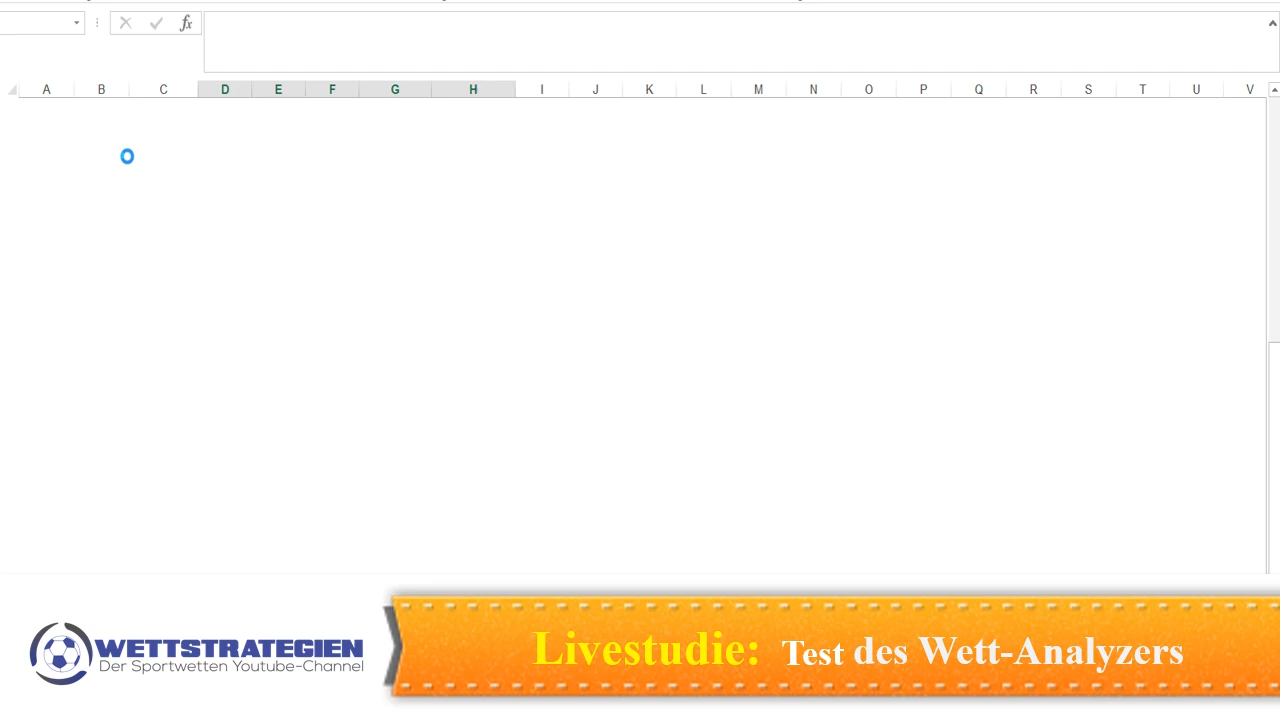 fx
A B C D E F G H I J K L M N O P Q R S T U V
WETTSTRATEGIEN
Der Sportwetten Youtube-Channel
Livestudie: Test des Wett-Analyzers